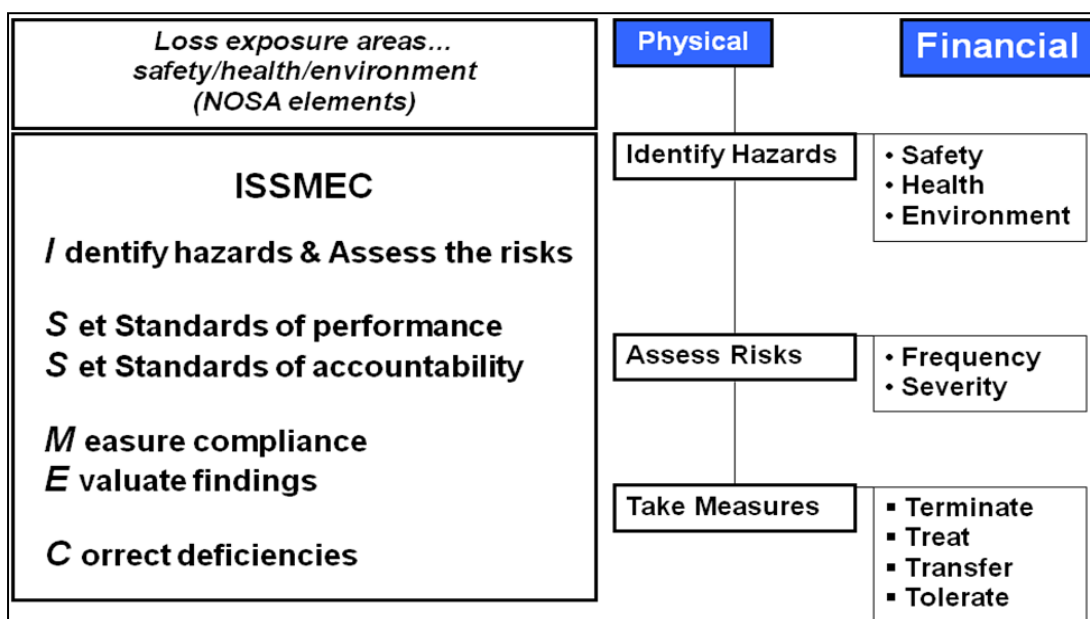 Loss exposure areas...
safety/health/environment
(NOSA elements)
ISSMEC
I dentify hazards & Assess the risks
S et Standards of performance
S et Standards of accountability
M easure compliance
E valuate findings
C orrect deficiencies
Physical
Financial
Identify Hazards
• Safety
• Health
• Environment
Assess Risks
• Frequency
• Severity
Take Measures
▪ Terminate
▪ Treat
▪ Transfer
▪ Tolerate